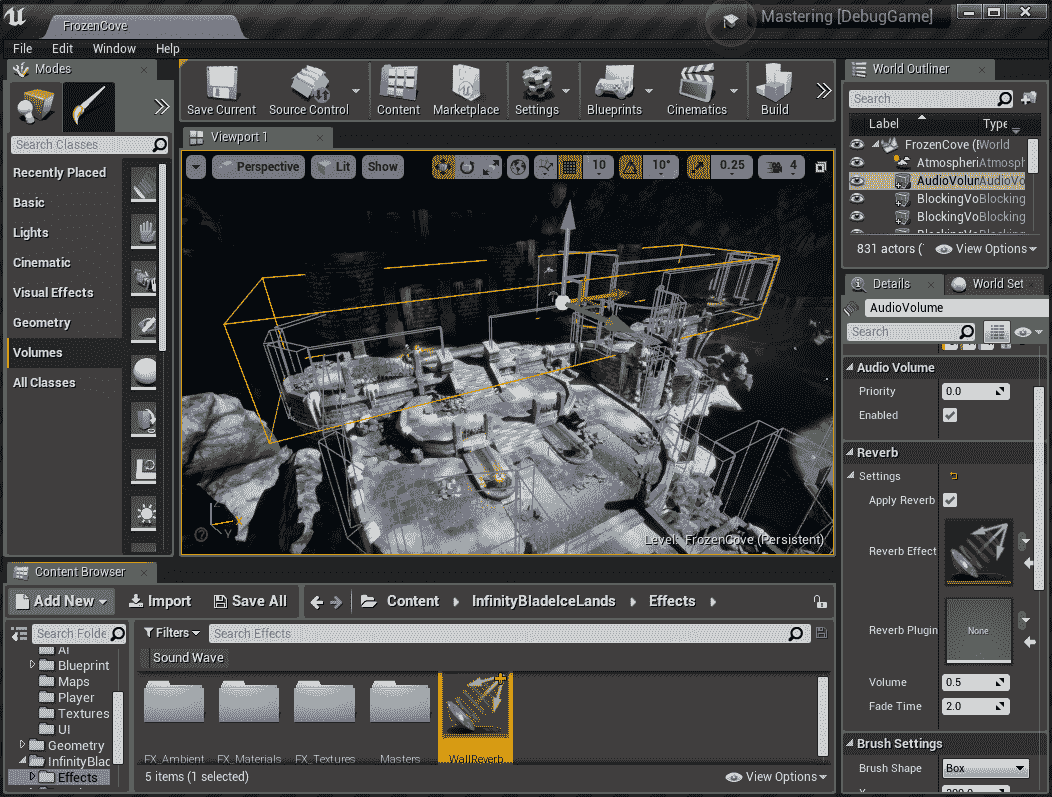 FrozenCove
Mastering [DebugGame]
File Edit Window Help
Modes
Search Classes
Recently Placed
Basic
Lights
Cinematic
Visual Effects
Geometry
Volumes
All Classes
Save Current
Source Control
Content
Marketplace
Settings
Blueprints
Cinematics
Build
Viewport 1
Perspective
Lit
Show
10
10°
0.25
4
Level: FrozenCove (Persistent)
World Outliner
Search...
Label
Type
FrozenCove (E World
Atmospheri Atmosph
AudioVolum AudioVo
BlockingVo Blocking
BlockingVo Blocking
BlockingVo Blocking
831 actors (
View Options
Details
World Set
AudioVolume
Search
Audio Volume
Priority 0.0
Enabled
Reverb
Settings
Apply Reverb
Reverb Effect
Reverb Plugin
None
Volume 0.5
Fade Time 2.0
Brush Settings
Brush Shape Box
X 200.0
Content Browser
Add New
Import
Save All
Content
InfinityBladeIceLands
Effects
Search Folde
AI
Blueprint
Maps
Player
Textures
UI
Geometry
InfinityBlad
Effects
Filters
Search Effects
Sound Wave
FX_Ambient
FX_Materials
FX_Textures
Masters
WallReverb
5 items (1 selected)
View Options